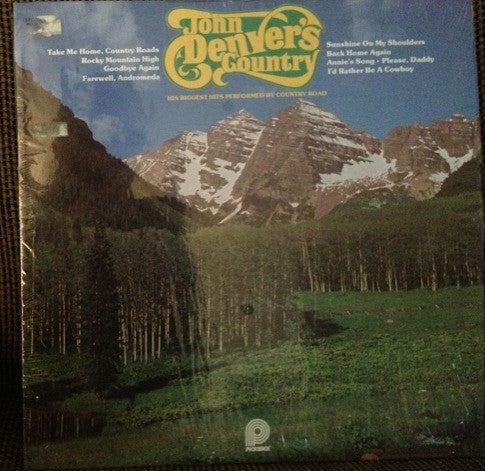 John
Denver's
Country
Take Me Home, Country Roads
Rocky Mountain High
Goodbye Again
Farewell, Andromeda
Sunshine On My Shoulders
Back Home Again
Annie's Song • Please, Daddy
I'd Rather Be A Cowboy
HIS BIGGEST HITS PERFORMED BY COUNTRY ROAD
P
PICKWICK